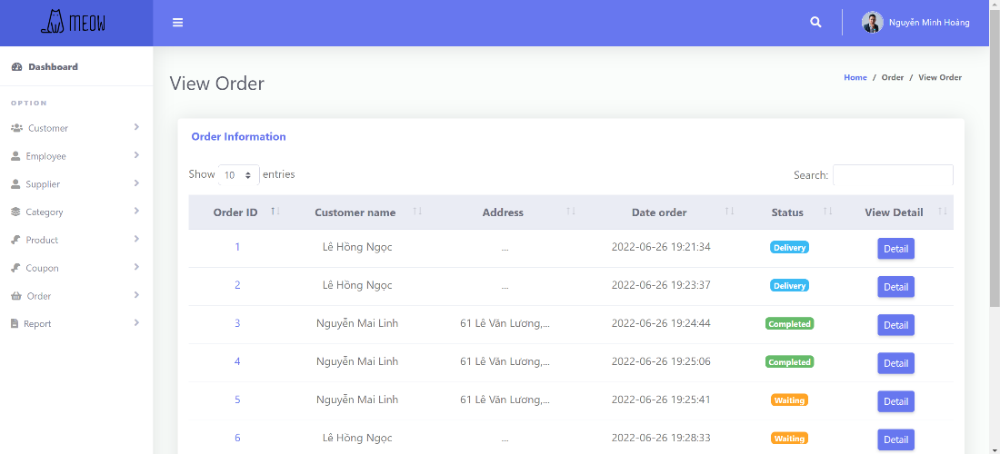 MEOW
Nguyễn Minh Hoàng
Dashboard
OPTION
Customer
Employee
Supplier
Category
Product
Coupon
Order
Report
View Order
Home / Order / View Order
Order Information
Show 10 entries
Search:
Order ID Customer name Address Date order Status View Detail
1 Lê Hồng Ngọc ... 2022-06-26 19:21:34 Delivery Detail
2 Lê Hồng Ngọc ... 2022-06-26 19:23:37 Delivery Detail
3 Nguyễn Mai Linh 61 Lê Văn Lương,... 2022-06-26 19:24:44 Completed Detail
4 Nguyễn Mai Linh 61 Lê Văn Lương,... 2022-06-26 19:25:06 Completed Detail
5 Nguyễn Mai Linh 61 Lê Văn Lương,... 2022-06-26 19:25:41 Waiting Detail
6 Lê Hồng Ngọc ... 2022-06-26 19:28:33 Waiting Detail